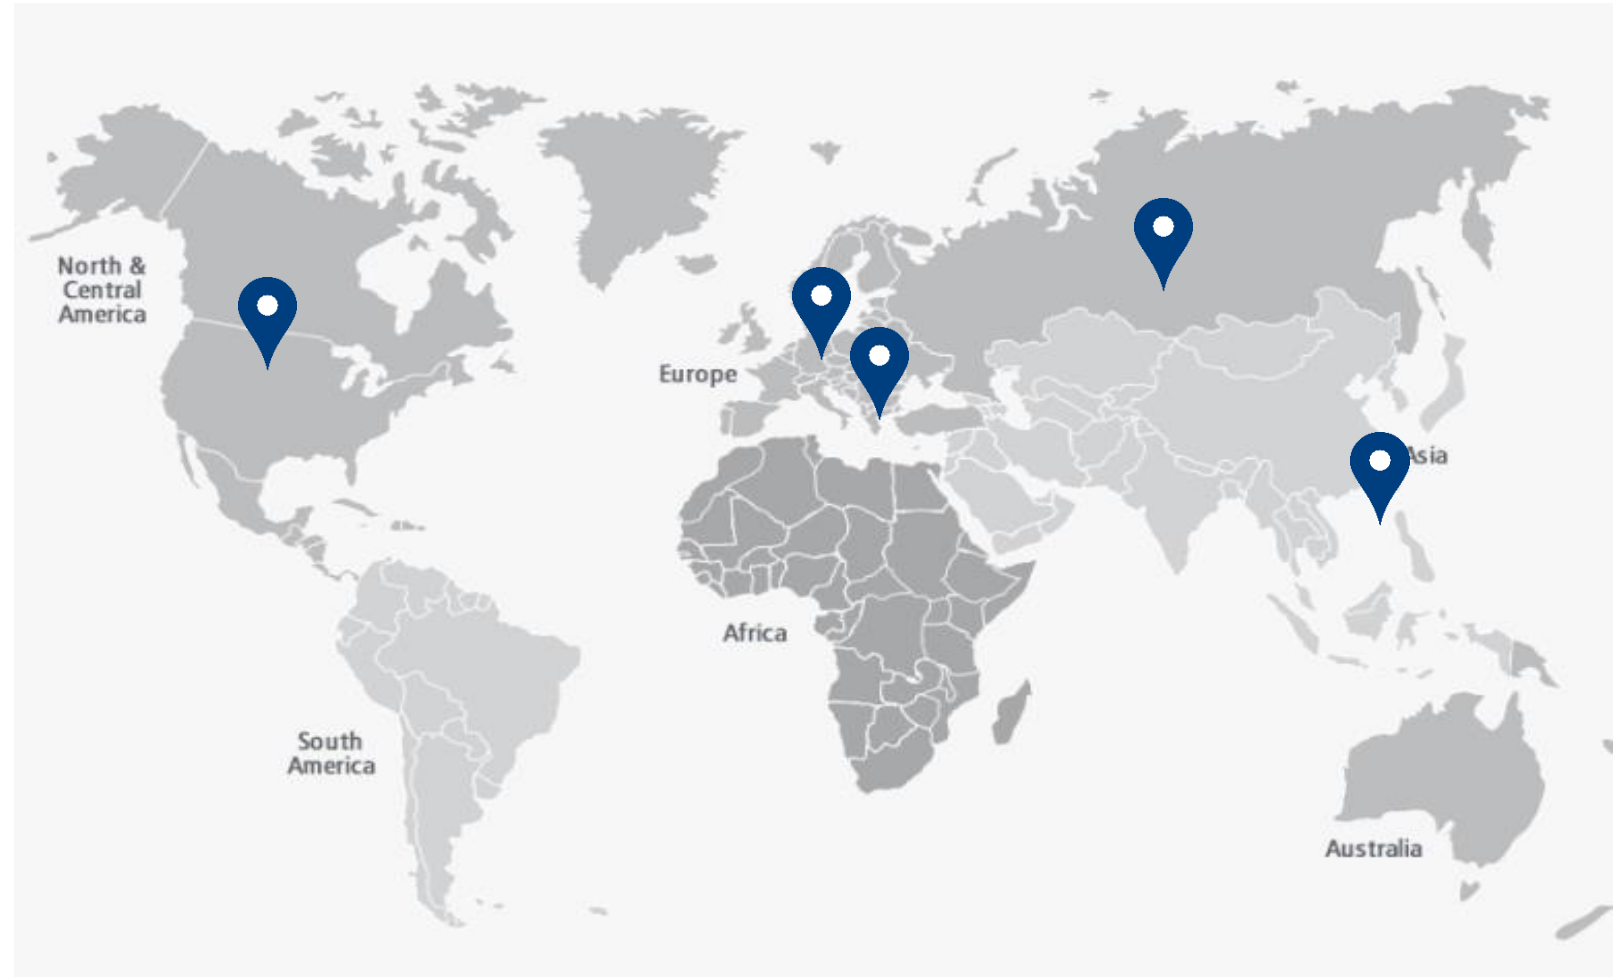 North &
Central
America
Europe
Asia
Africa
South
America
Australia